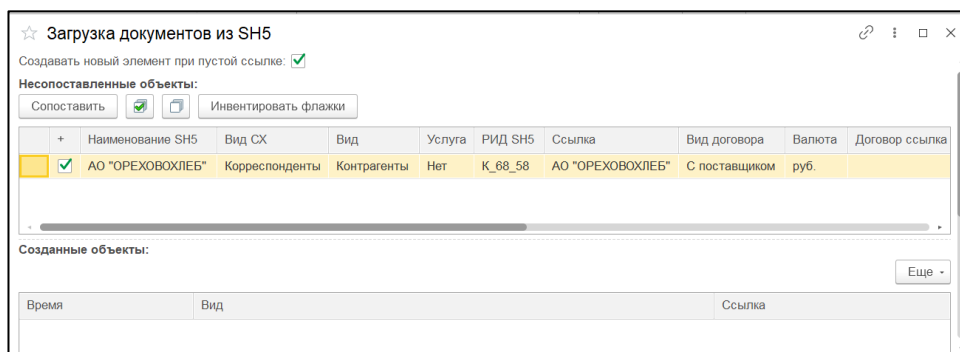 Загрузка документов из SH5
Создавать новый элемент при пустой ссылке:
Несопоставленные объекты:
Сопоставить Инвентировать флажки
+ Наименование SH5 Вид СХ Вид Услуга РИД SH5 Ссылка Вид договора Валюта Договор ссылка
АО "ОРЕХОВОХЛЕБ" Корреспонденты Контрагенты Нет К_68_58 АО "ОРЕХОВОХЛЕБ" С поставщиком руб.
Созданные объекты:
Еще
Время Вид Ссылка